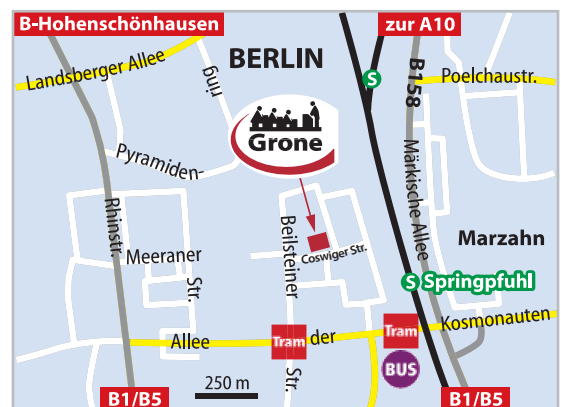 B-Hohenschönhausen
zur A10
Landsberger Allee
ring
BERLIN
S
B158
Poelchaustr.
Grone
Pyramiden-
Märkische Allee
Rhinstr.
Beilsteiner
Str.
Meeraner
Str.
Coswiger Str.
Marzahn
S Springpfuhl
Allee
Tram
der
Tram
Kosmonauten
BUS
250 m
B1/B5
B1/B5